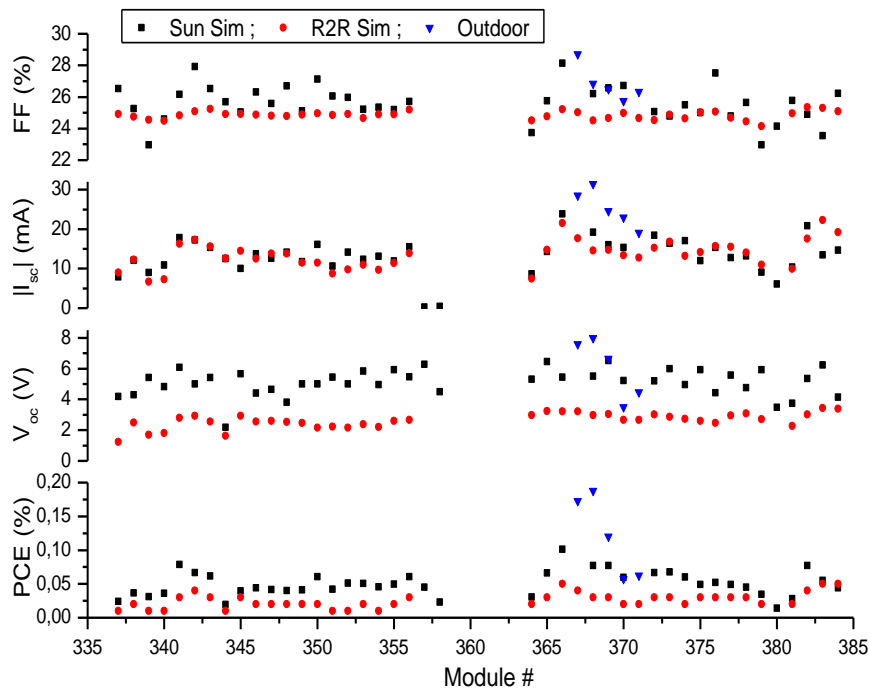 Sun Sim ; R2R Sim ; Outdoor
FF (%)
30
28
26
24
22
|Isc| (mA)
30
20
10
0
Voc (V)
8
6
4
2
0
PCE (%)
0,20
0,15
0,10
0,05
0,00
335 340 345 350 355 360 365 370 375 380 385
Module #